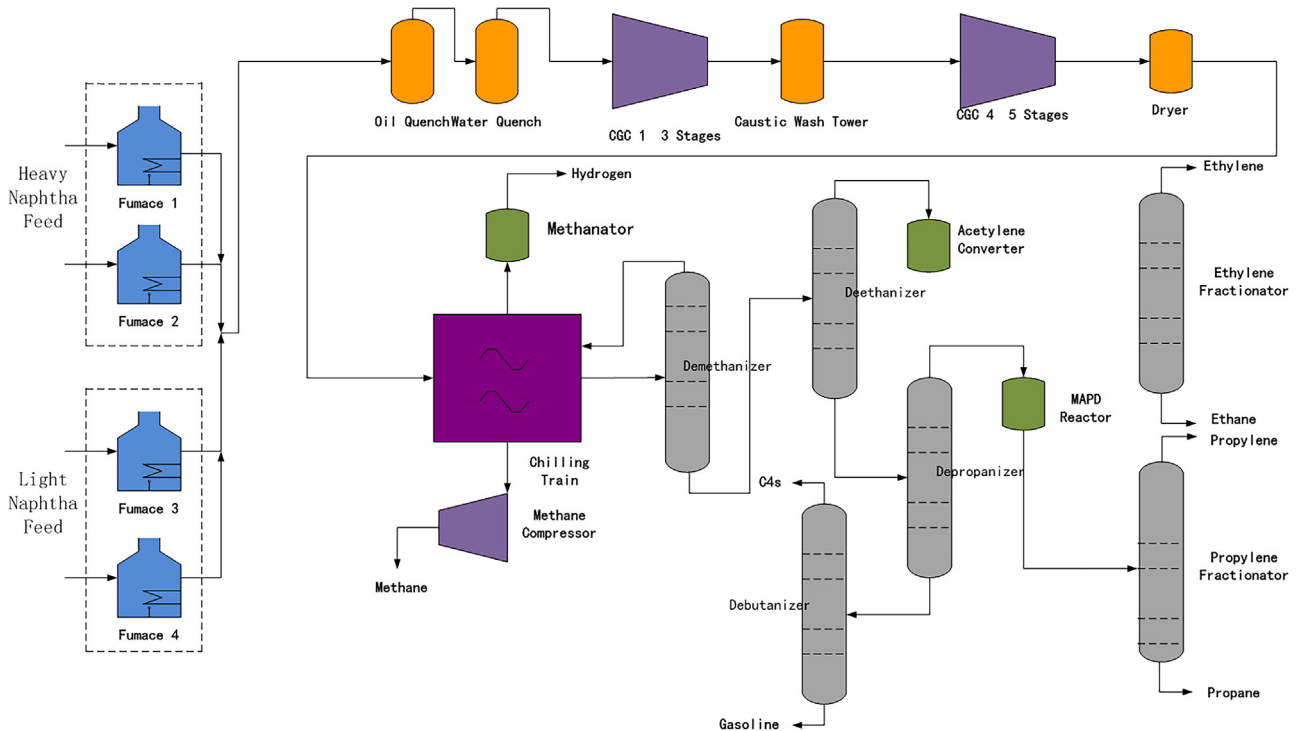 Oil Quench
Water Quench
CGC 1  3 Stages
Caustic Wash Tower
CGC 4  5 Stages
Dryer
Heavy
Naphtha
Feed
Fumace 1
Fumace 2
Light
Naphtha
Feed
Fumace 3
Fumace 4
Hydrogen
Methanator
Chilling
Train
Methane
Compressor
Methane
Demethanizer
Deethanizer
Acetylene
Converter
Depropanizer
MAPD
Reactor
C4s
Debutanizer
Gasoline
Ethylene
Ethylene
Fractionator
Ethane
Propylene
Propylene
Fractionator
Propane